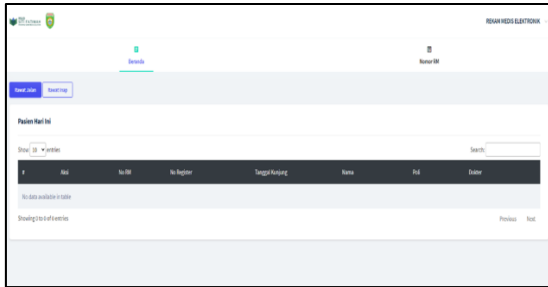 REKAM MEDIS ELEKTRONIK
Beranda
Nomor RM
Rawat Jalan
Rawat Inap
Pasien Hari Ini
Show 10 entries
Search:
# Aksi No RM No Register Tanggal Kunjung Nama Poli Dokter
No data available in table
Showing 0 to 0 of 0 entries
Previous Next